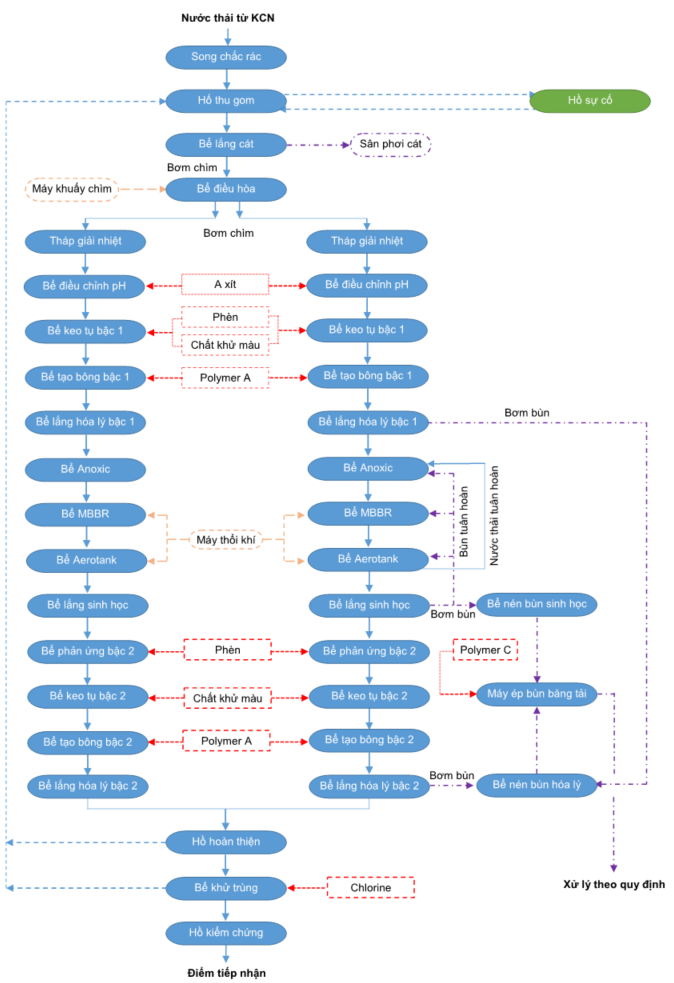 Nước thải từ KCN
Song chắc rác
Hố thu gom
Hồ sự cố
Bể lắng cát
Sân phơi cát
Bơm chìm
Máy khuấy chìm
Bể điều hòa
Bơm chìm
Tháp giải nhiệt
Tháp giải nhiệt
Bể điều chỉnh pH
A xít
Bể điều chỉnh pH
Phèn
Bể keo tụ bậc 1
Bể keo tụ bậc 1
Chất khử màu
Bể tạo bông bậc 1
Polymer A
Bể tạo bông bậc 1
Bơm bùn
Bể lắng hóa lý bậc 1
Bể lắng hóa lý bậc 1
Bể Anoxic
Bể Anoxic
Bùn tuân hoàn
Nước thải tuân hoàn
Bể MBBR
Bể MBBR
Máy thổi khí
Bể Aerotank
Bể Aerotank
Bể lắng sinh học
Bể lắng sinh học
Bơm bùn
Bể nén bùn sinh học
Bể phản ứng bậc 2
Phèn
Bể phản ứng bậc 2
Polymer C
Bể keo tụ bậc 2
Chất khử màu
Bể keo tụ bậc 2
Máy ép bùn băng tải
Bể tạo bông bậc 2
Polymer A
Bể tạo bông bậc 2
Bơm bùn
Bể lắng hóa lý bậc 2
Bể lắng hóa lý bậc 2
Bể nén bùn hóa lý
Hồ hoàn thiện
Bể khử trùng
Chlorine
Xử lý theo quy định
Hồ kiểm chứng
Điểm tiếp nhận